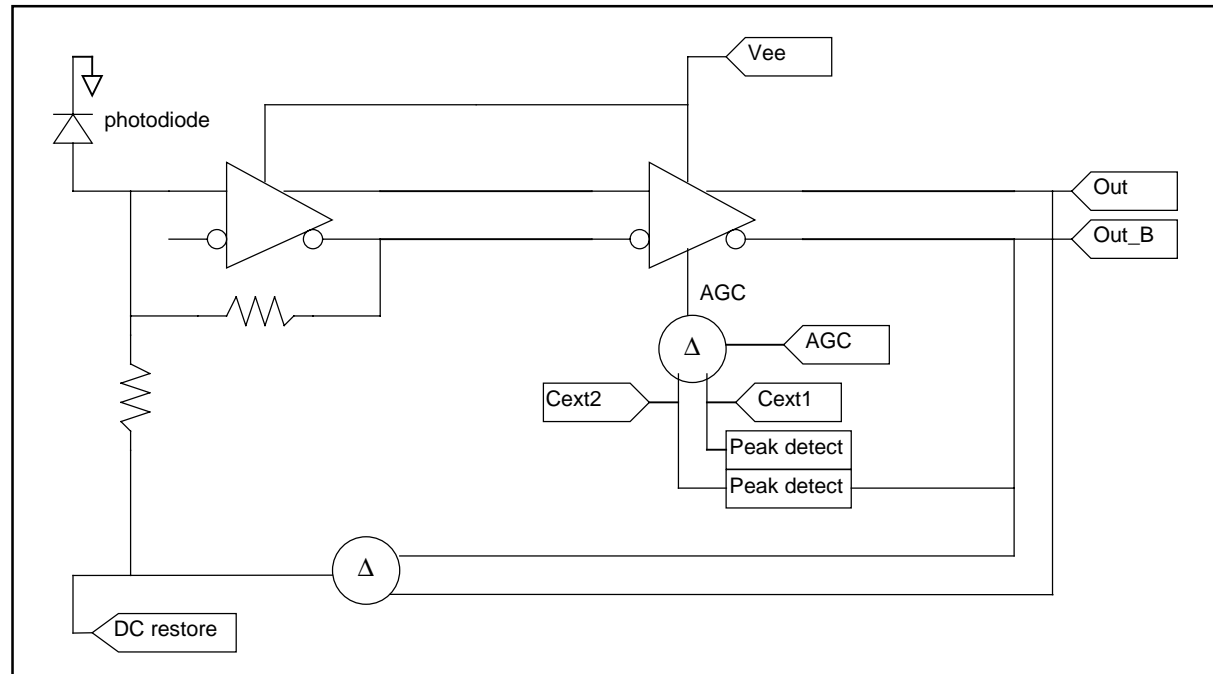 Vee
photodiode
Out
Out_B
AGC
Δ
AGC
Cext2
Cext1
Peak detect
Peak detect
Δ
DC restore